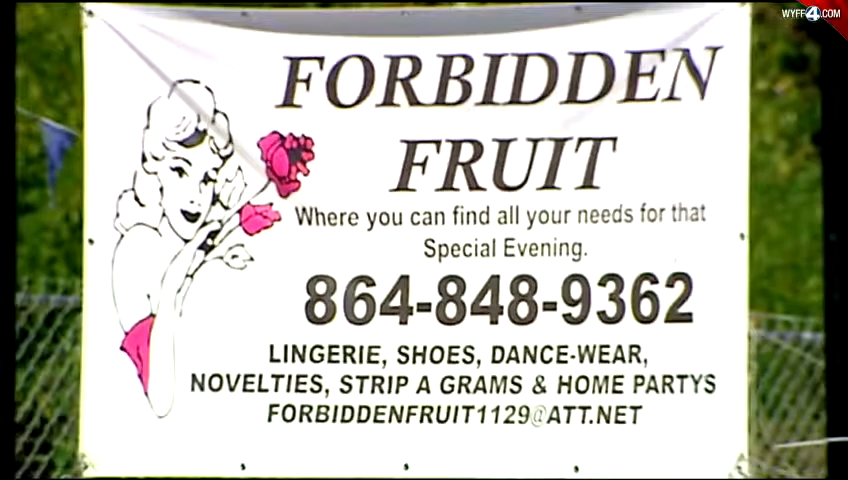 WYFF4.COM
FORBIDDEN
FRUIT
Where you can find all your needs for that
Special Evening.
864-848-9362
LINGERIE, SHOES, DANCE-WEAR,
NOVELTIES, STRIP A GRAMS & HOME PARTYS
FORBIDDENFRUIT1129@ATT.NET